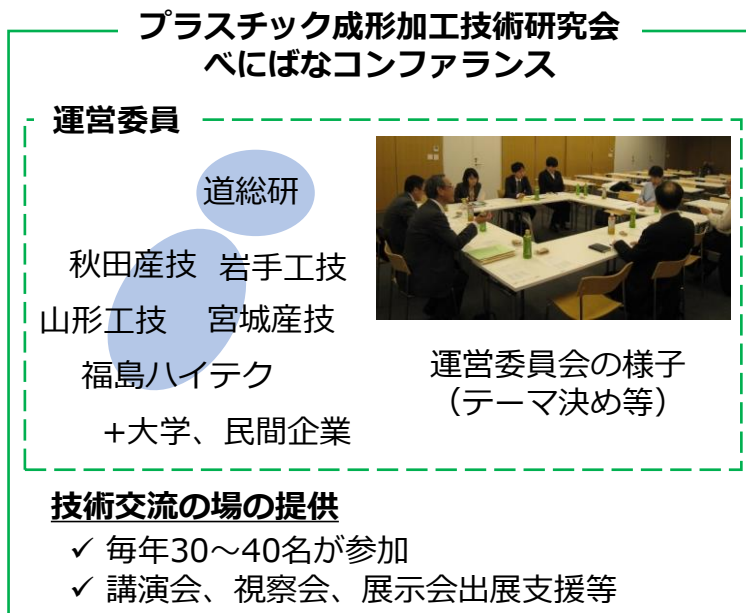 プラスチック成形加工技術研究会
べにばなコンファランス
運営委員
道総研
秋田産技 岩手工技
山形工技 宮城産技
福島ハイテク
+大学、民間企業
運営委員会の様子
（テーマ決め等）
技術交流の場の提供
✓ 毎年30～40名が参加
✓ 講演会、視察会、展示会出展支援等